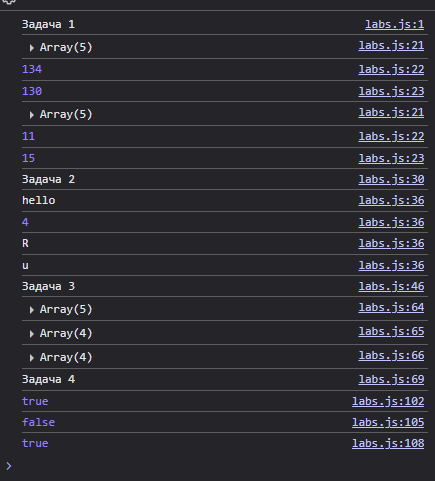 Задача 1 labs.js:1
Array(5) labs.js:21
134 labs.js:22
130 labs.js:23
Array(5) labs.js:21
11 labs.js:22
15 labs.js:23
Задача 2 labs.js:30
hello labs.js:36
4 labs.js:36
R labs.js:36
u labs.js:36
Задача 3 labs.js:46
Array(5) labs.js:64
Array(4) labs.js:65
Array(4) labs.js:66
Задача 4 labs.js:69
true labs.js:102
false labs.js:105
true labs.js:108